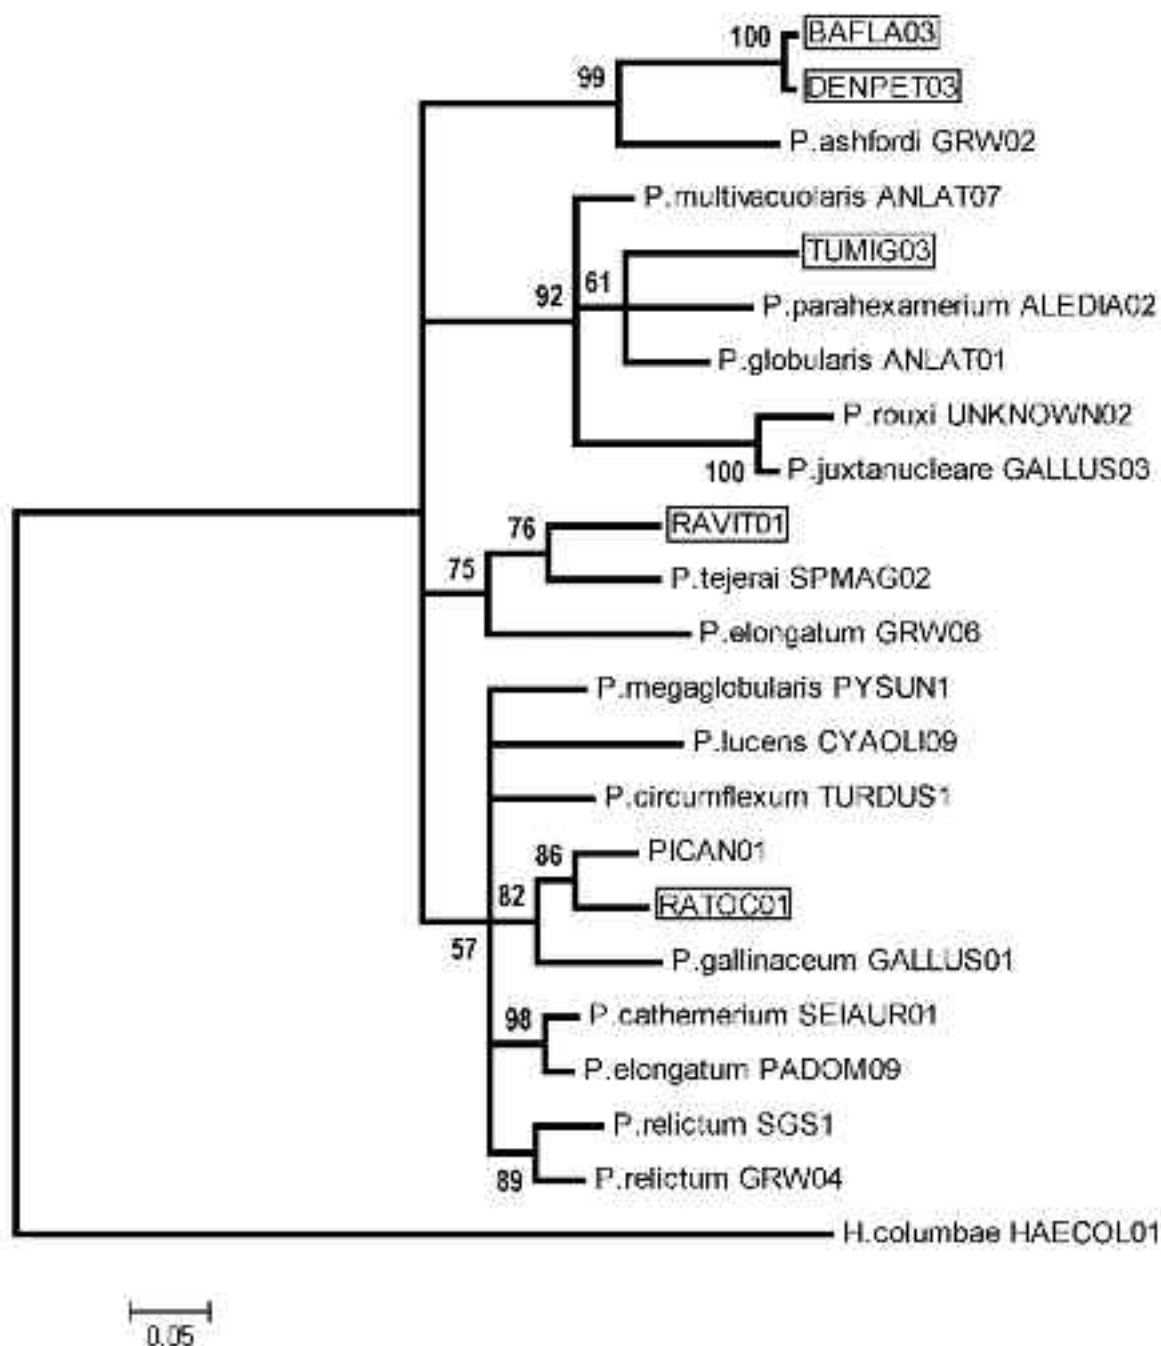 100
BAFLA03
99
DENPET03
P.ashfordi GRW02
P.multivacuolaris ANLAT07
TUMIG03
92
61
P.parahexamerium ALEDIA02
P.globularis ANLAT01
P.rouxi UNKNOWN02
100
P.juxtanucleare GALLUS03
76
RAVIT01
75
P.tejerai SPMAG02
P.elongatum GRW06
P.megaglobularis PYSUN1
P.lucens CYAOLI09
P.circumflexum TURDUS1
86
PICAN01
82
RATOC01
57
P.gallinaceum GALLUS01
98
P.cathemerium SEIAUR01
P.elongatum PADOM09
P.relictum SGS1
89
P.relictum GRW04
H.columbae HAECOL01
0.05